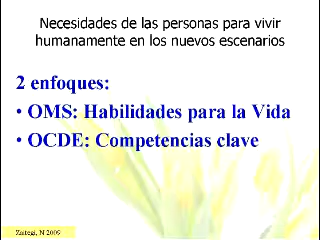 Necesidades de las personas para vivir
humanamente en los nuevos escenarios
2 enfoques:
• OMS: Habilidades para la Vida
• OCDE: Competencias clave
Zaitegi, N 2009